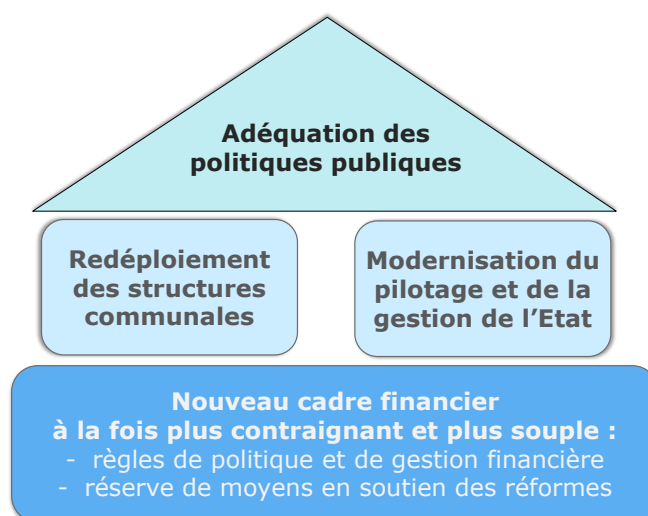 Adéquation des
politiques publiques
Redéploiement
des structures
communales
Modernisation du
pilotage et de la
gestion de l'Etat
Nouveau cadre financier
à la fois plus contraignant et plus souple :
- règles de politique et de gestion financière
- réserve de moyens en soutien des réformes